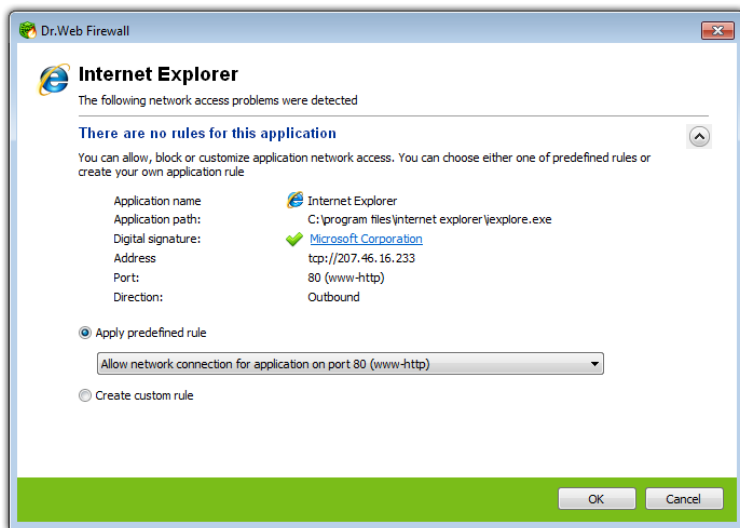 Dr.Web Firewall
Internet Explorer
The following network access problems were detected
There are no rules for this application
You can allow, block or customize application network access. You can choose either one of predefined rules or
create your own application rule
Application name Internet Explorer
Application path: C:\program files\internet explorer\iexplore.exe
Digital signature: Microsoft Corporation
Address tcp://207.46.16.233
Port: 80 (www-http)
Direction: Outbound
Apply predefined rule
Allow network connection for application on port 80 (www-http)
Create custom rule
OK Cancel